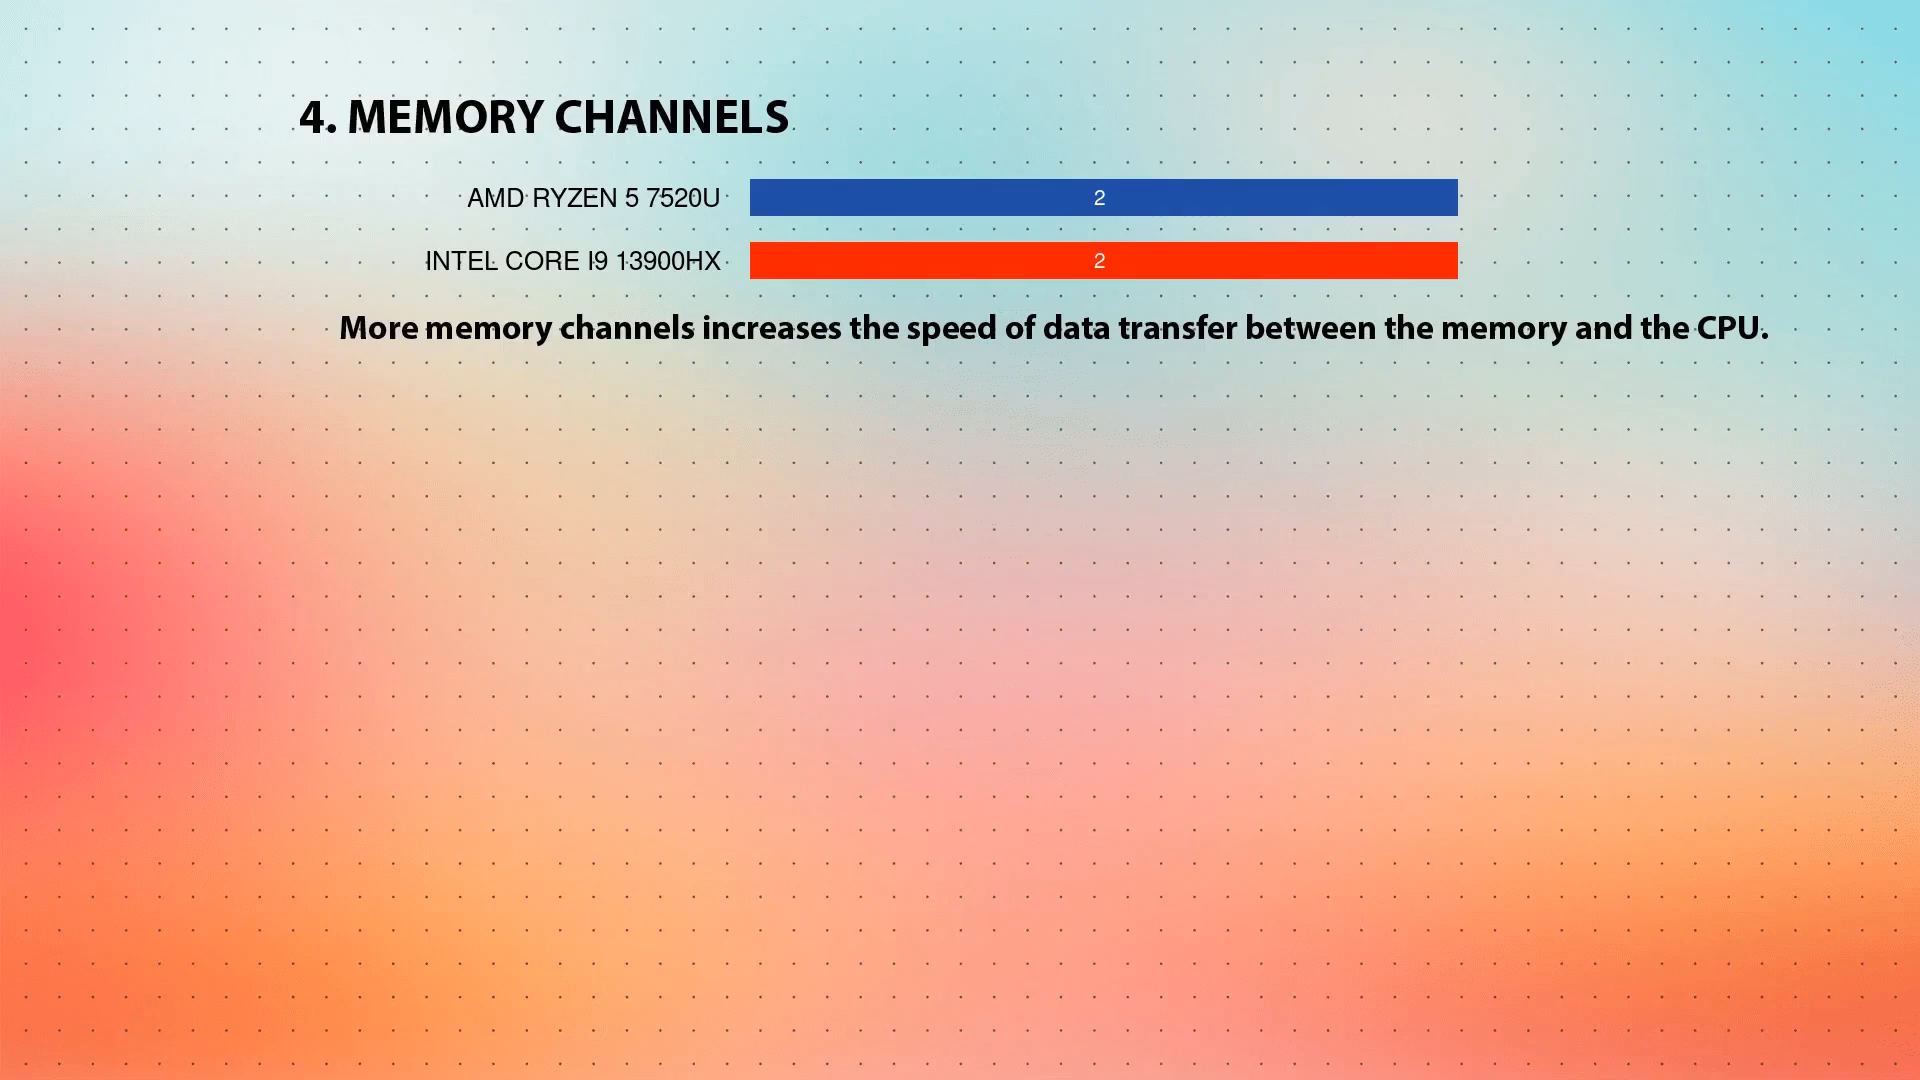 4. MEMORY CHANNELS
AMD RYZEN 5 7520U 2
INTEL CORE I9 13900HX 2
More memory channels increases the speed of data transfer between the memory and the CPU.